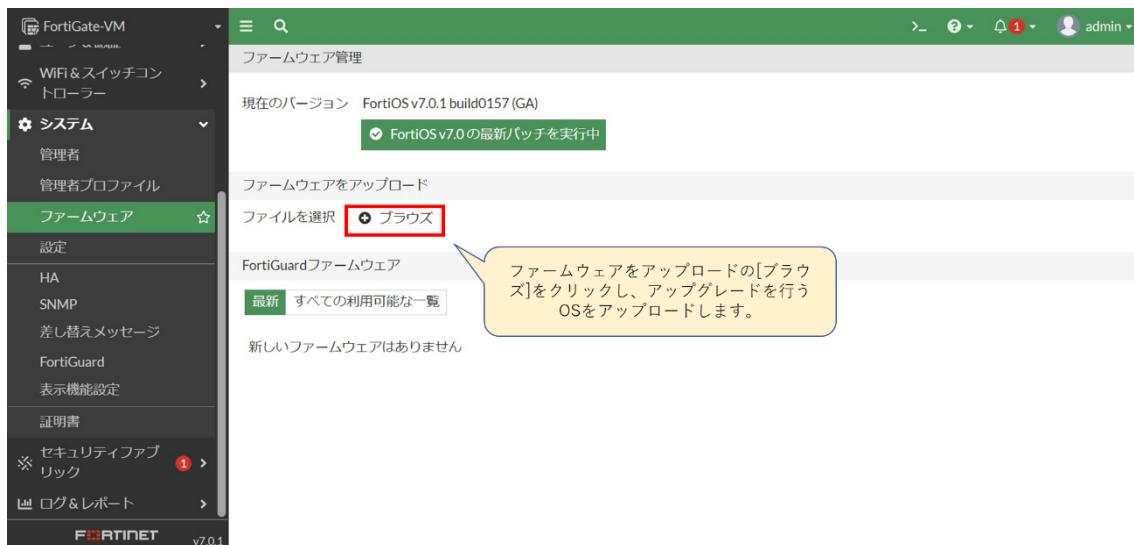 FortiGate-VM
admin
WiFi＆スイッチコン
トローラー
システム
管理者
管理者プロファイル
ファームウェア
設定
HA
SNMP
差し替えメッセージ
FortiGuard
表示機能設定
証明書
セキュリティファブ
リック
1
ログ＆レポート
FORTINET
v7.0.1
>_
1
ファームウェア管理
現在のバージョン FortiOS v7.0.1 build0157 (GA)
FortiOS v7.0 の最新パッチを実行中
ファームウェアをアップロード
ファイルを選択 ブラウズ
FortiGuardファームウェア
最新 すべての利用可能な一覧
新しいファームウェアはありません
ファームウェアをアップロードの[ブラウ
ズ]をクリックし、アップグレードを行う
OSをアップロードします。